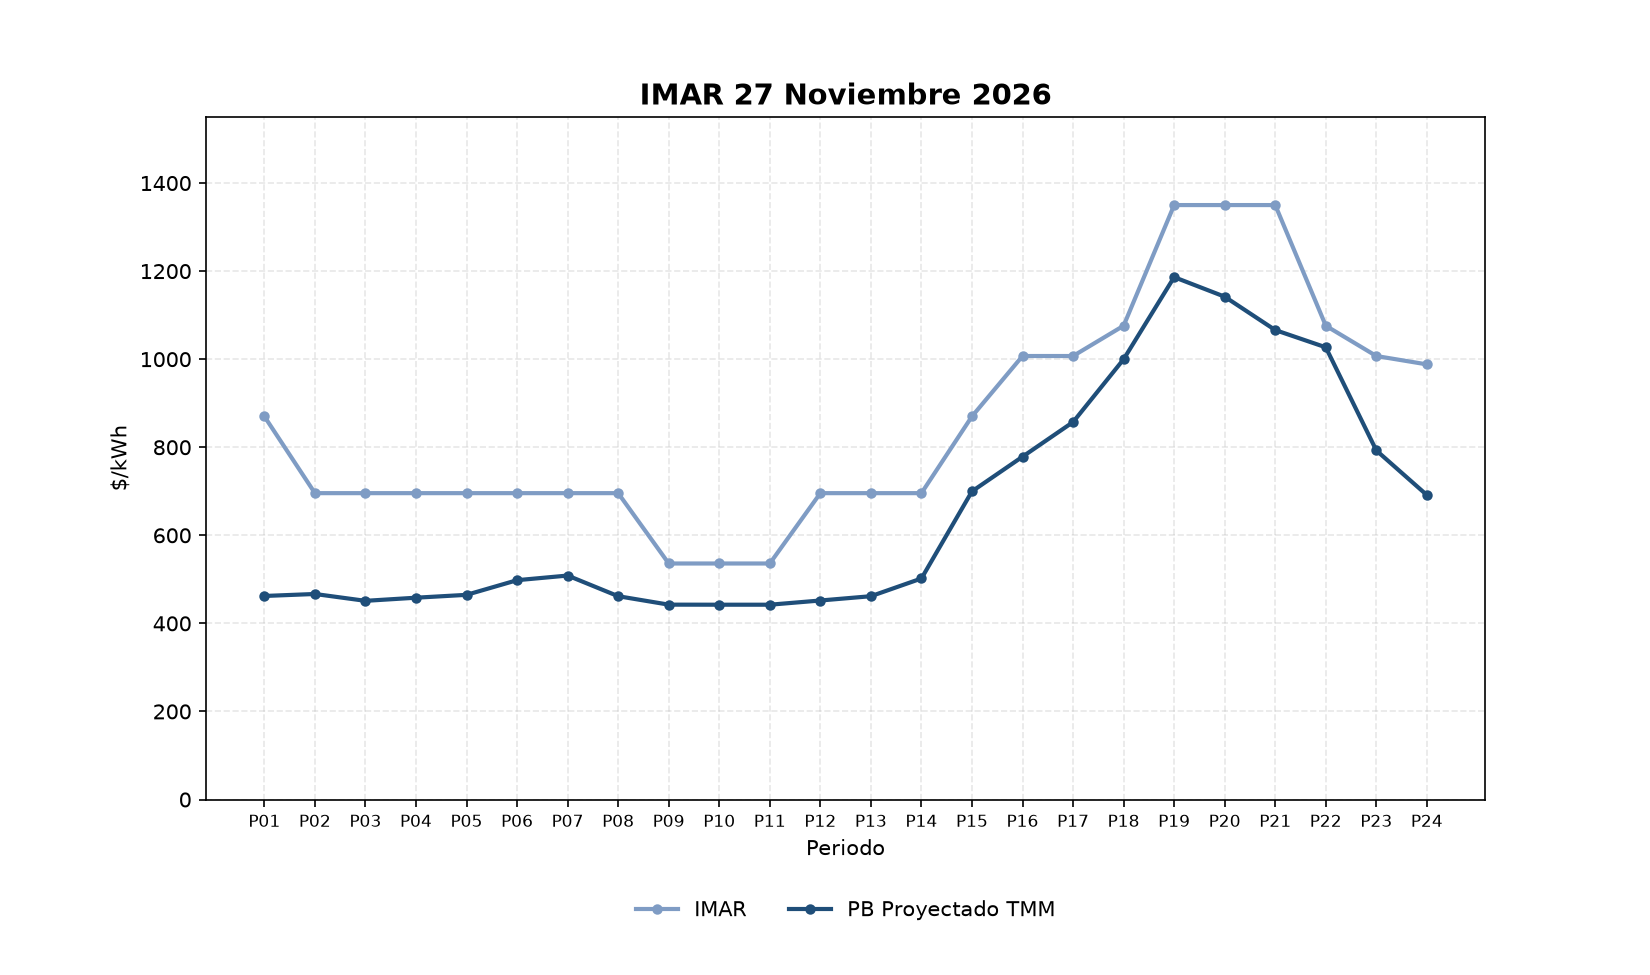 IMAR 27 Noviembre 2026
$/kWh
1400
1200
1000
800
600
400
200
0
P01 P02 P03 P04 P05 P06 P07 P08 P09 P10 P11 P12 P13 P14 P15 P16 P17 P18 P19 P20 P21 P22 P23 P24
Periodo
IMAR PB Proyectado TMM